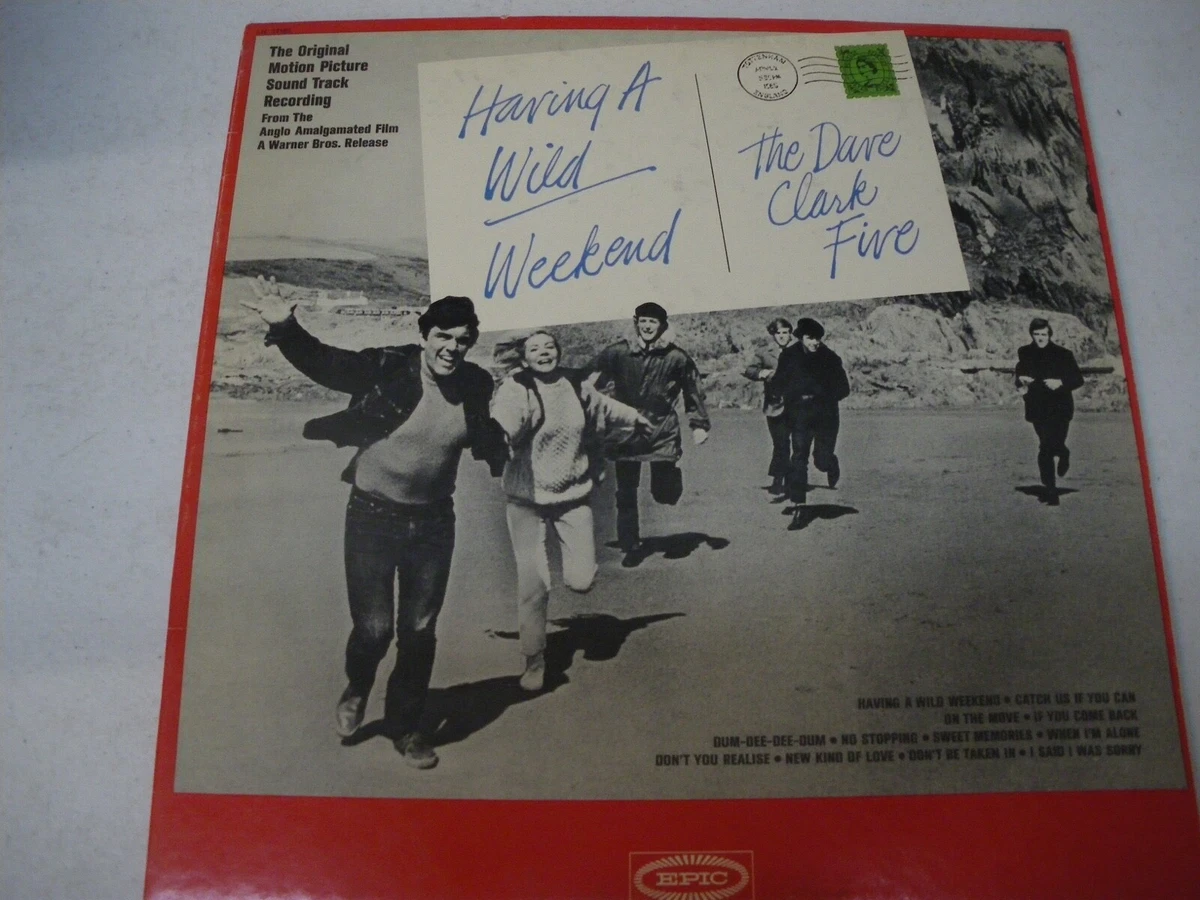 The Original
Motion Picture
Sound Track
Recording
From The
Anglo Amalgamated Film
A Warner Bros. Release
Having A
Wild
Weekend
TOTTENHAM
1965
ENGLAND
The Dave
Clark
Five
HAVING A WILD WEEKEND • CATCH US IF YOU CAN
ON THE MOVE • IF YOU COME BACK
DUM-DEE-DEE-DUM • NO STOPPING • SWEET MEMORIES • WHEN I'M ALONE
DON'T YOU REALISE • NEW KIND OF LOVE • DON'T BE TAKEN IN • I SAID I WAS SORRY
EPIC